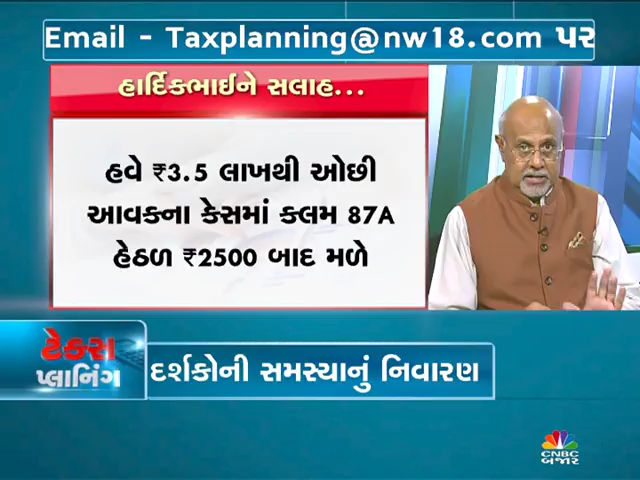 Email - Taxplanning@nw18.com પર
હાર્દિકભાઈને સલાહ...
હવે ₹3.5 લાખથી ઓછી
આવકના કેસમાં કલમ 87A
હેઠળ ₹2500 બાદ મળે
ટેક્સ
પ્લાનિંગ
દર્શકોની સમસ્યાનું નિવારણ
CNBC
બજાર